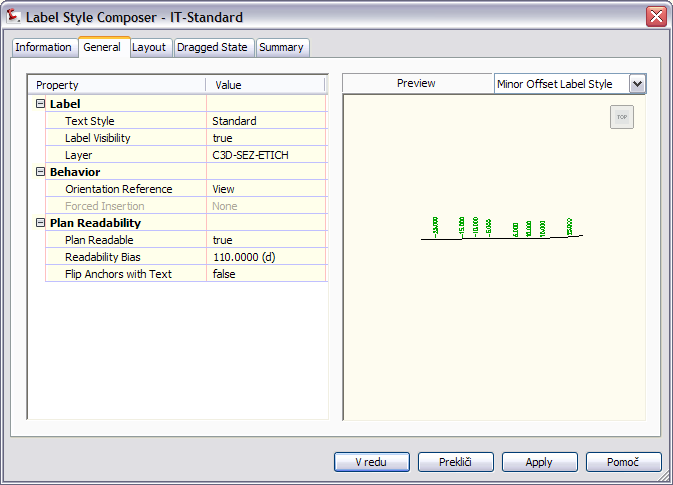 Label Style Composer - IT-Standard
Information General Layout Dragged State Summary
Property Value
Label
Text Style Standard
Label Visibility true
Layer C3D-SEZ-ETICH
Behavior
Orientation Reference View
Forced Insertion None
Plan Readability
Plan Readable true
Readability Bias 110.0000 (d)
Flip Anchors with Text false
Preview Minor Offset Label Style
TOP
V redu Prekliči Apply Pomoč